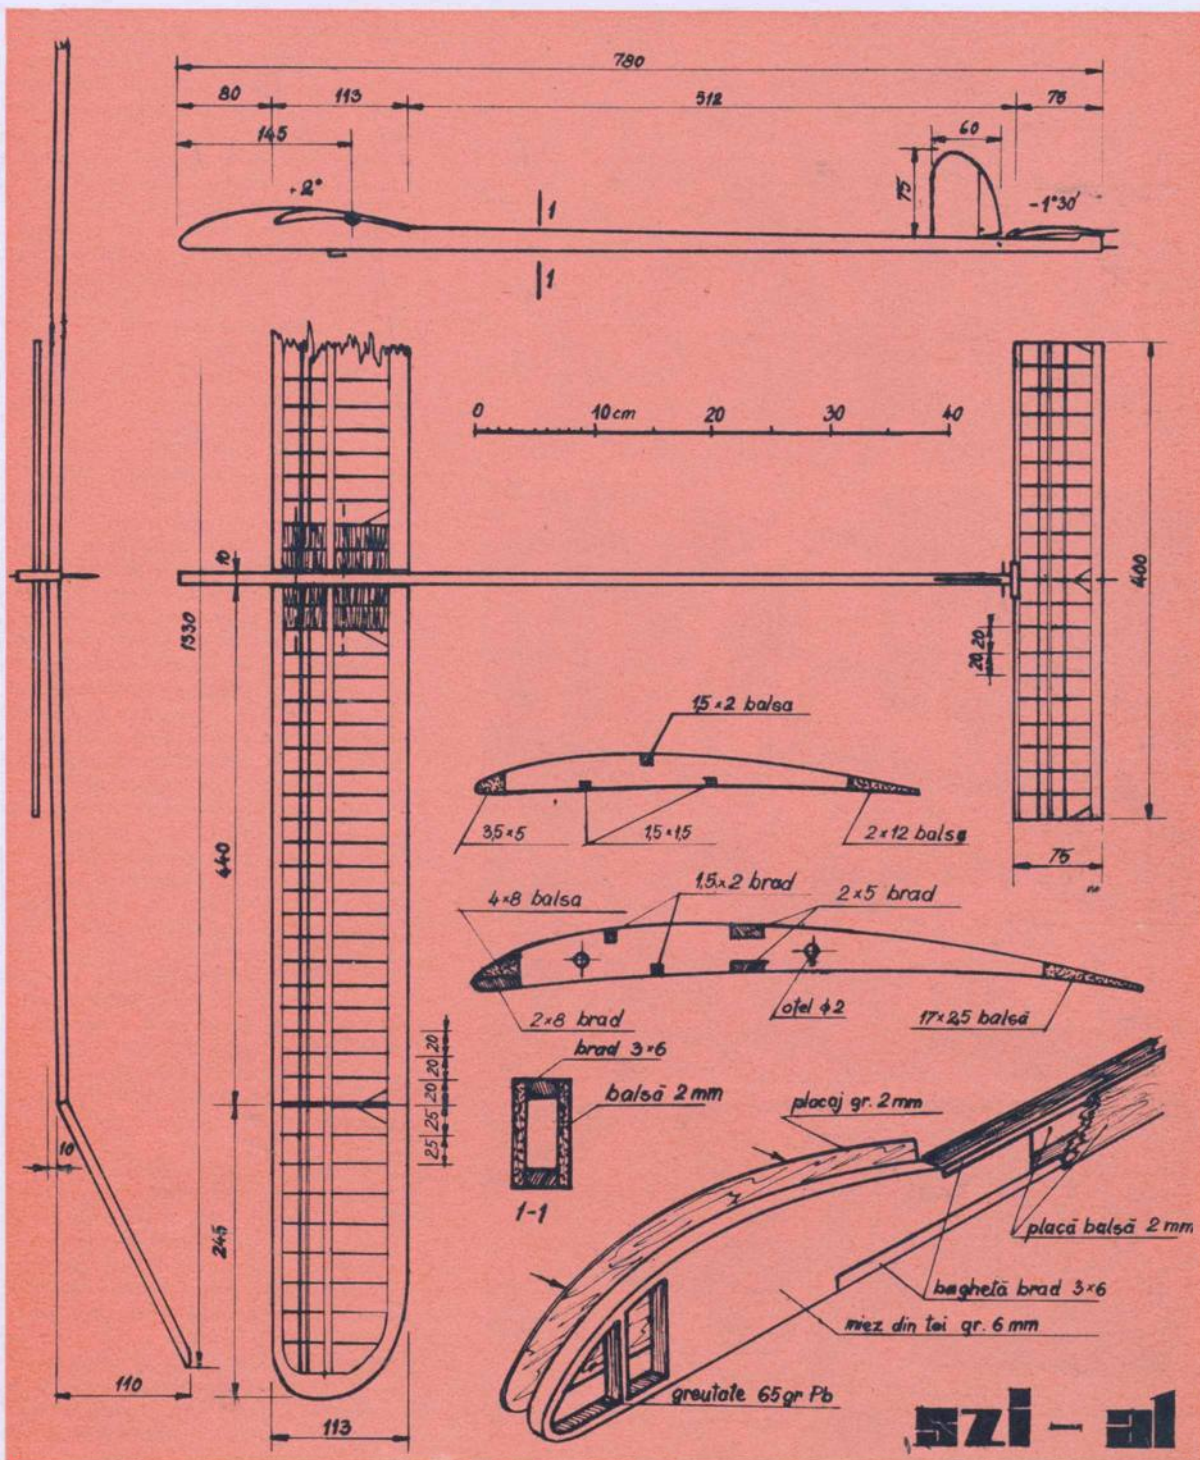 780
80 113 512 75
145
60
75
+2°
-1°30'
1
1
0 10cm 20 30 40
10
1330
400
20 20
1,5×2 balsa
3,5×5 1,5×1,5 2×12 balsa
75
440
4×8 balsa 1,5×2 brad 2×5 brad
oțel ϕ2
2×8 brad 17×2,5 balsă
20
20
20
25
25
brad 3×6
balsă 2mm
placaj gr. 2mm
1-1
10
245
placă balsă 2mm
baghetă brad 3×6
miez din tei gr. 6mm
110
greutate 65gr Pb
113
szi-al